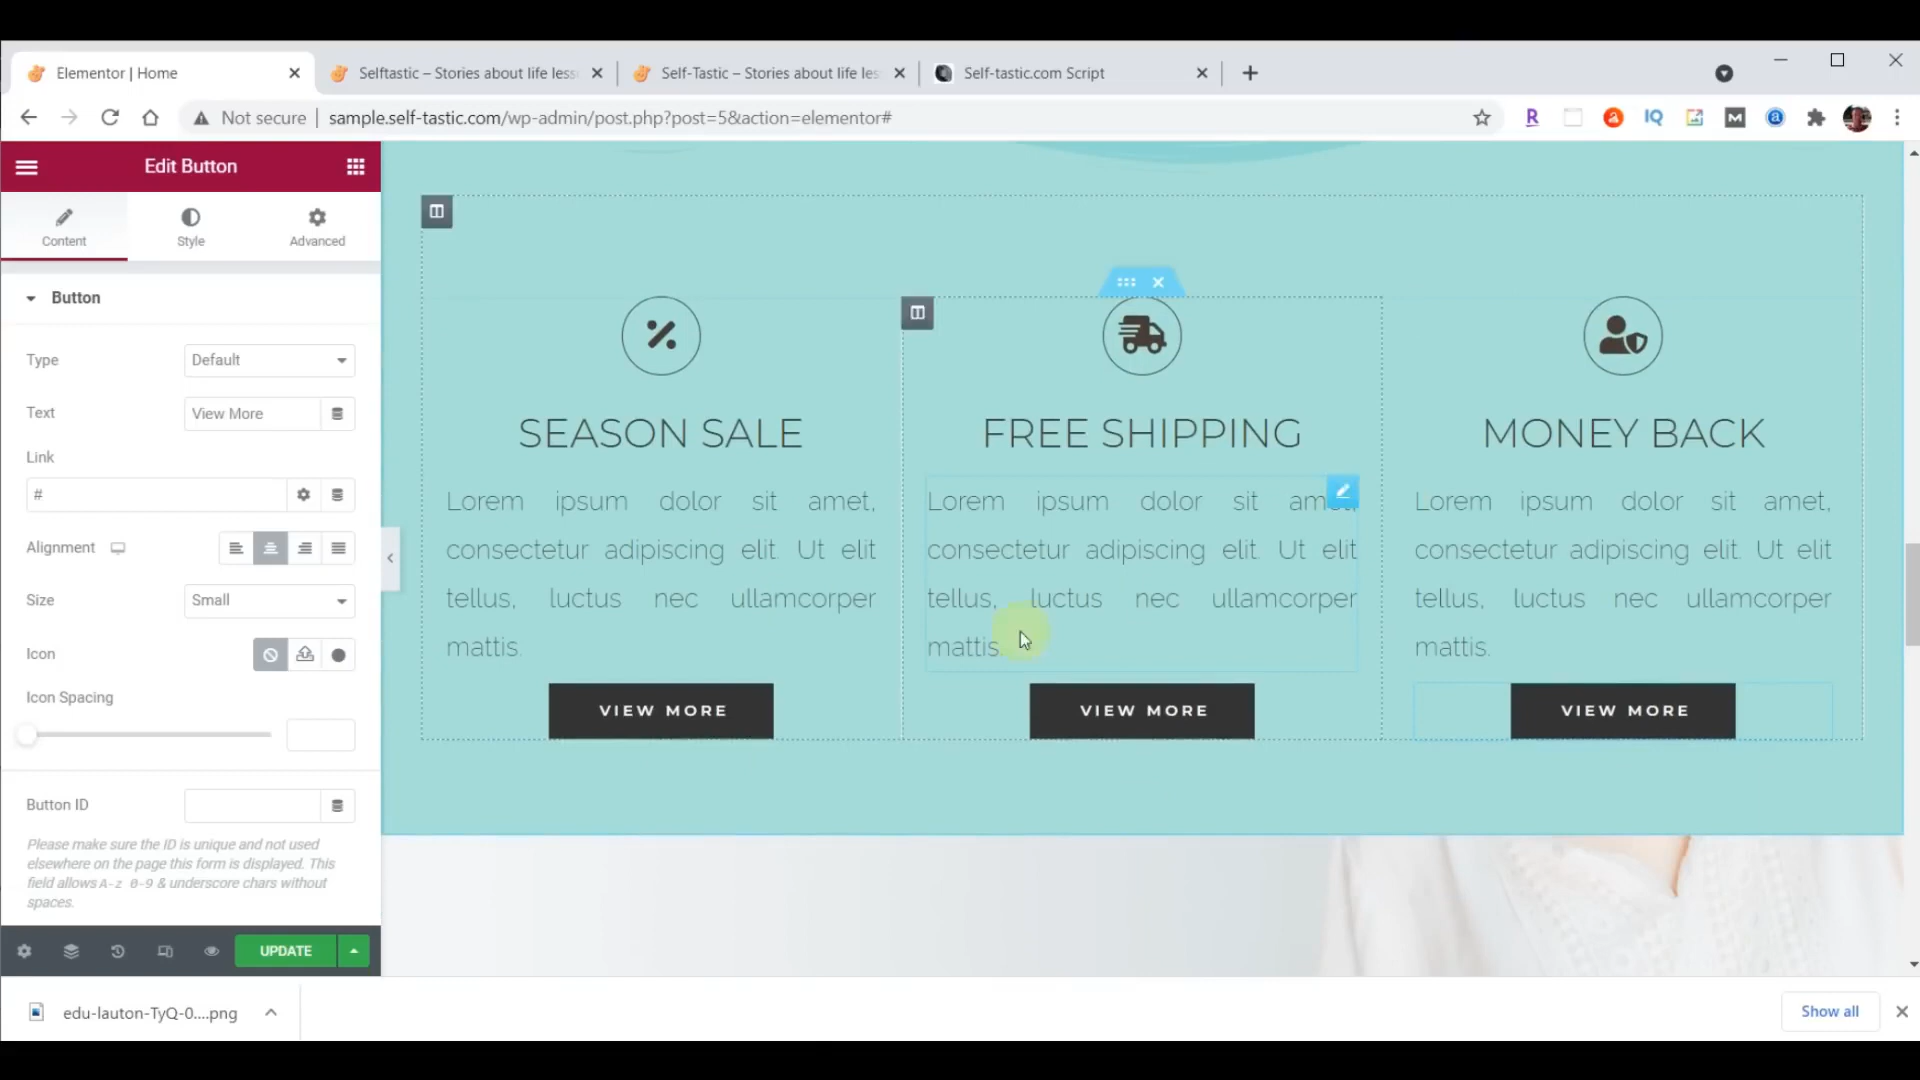 Elementor | Home
Selftastic – Stories about life less
Self-Tastic – Stories about life les
Self-tastic.com Script
Not secure
sample.self-tastic.com/wp-admin/post.php?post=5&action=elementor#
Edit Button
Content
Style
Advanced
Button
Type
Default
Text
View More
Link
#
Alignment
Size
Small
Icon
Icon Spacing
Button ID
Please make sure the ID is unique and not used
elsewhere on the page this form is displayed. This
field allows A-z 0-9 & underscore chars without
spaces.
UPDATE
SEASON SALE
Lorem ipsum dolor sit amet,
consectetur adipiscing elit. Ut elit
tellus, luctus nec ullamcorper
mattis.
VIEW MORE
FREE SHIPPING
Lorem ipsum dolor sit amet,
consectetur adipiscing elit. Ut elit
tellus, luctus nec ullamcorper
mattis.
VIEW MORE
MONEY BACK
Lorem ipsum dolor sit amet,
consectetur adipiscing elit. Ut elit
tellus, luctus nec ullamcorper
mattis.
VIEW MORE
edu-lauton-TyQ-0....png
Show all